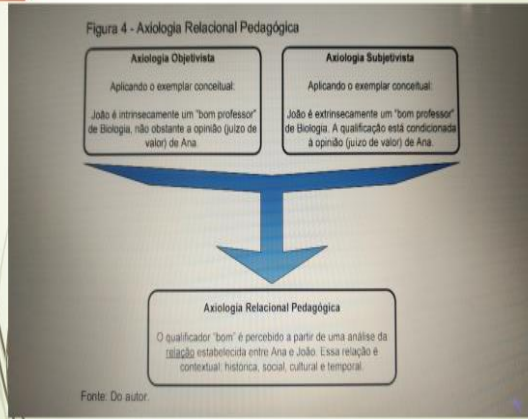 Figura 4 - Axiologia Relacional Pedagógica
Axiologia Objetivista
Aplicando o exemplar conceitual:
João é intrinsecamente um "bom professor"
de Biologia, não obstante a opinião (juízo de
valor) de Ana.
Axiologia Subjetivista
Aplicando o exemplar conceitual:
João é extrinsecamente um "bom professor"
de Biologia. A qualificação está condicionada
à opinião (juízo de valor) de Ana.
Axiologia Relacional Pedagógica
O qualificador "bom" é percebido a partir de uma análise da
relação estabelecida entre Ana e João. Essa relação é
contextual: histórica, social, cultural e temporal.
Fonte: Do autor.